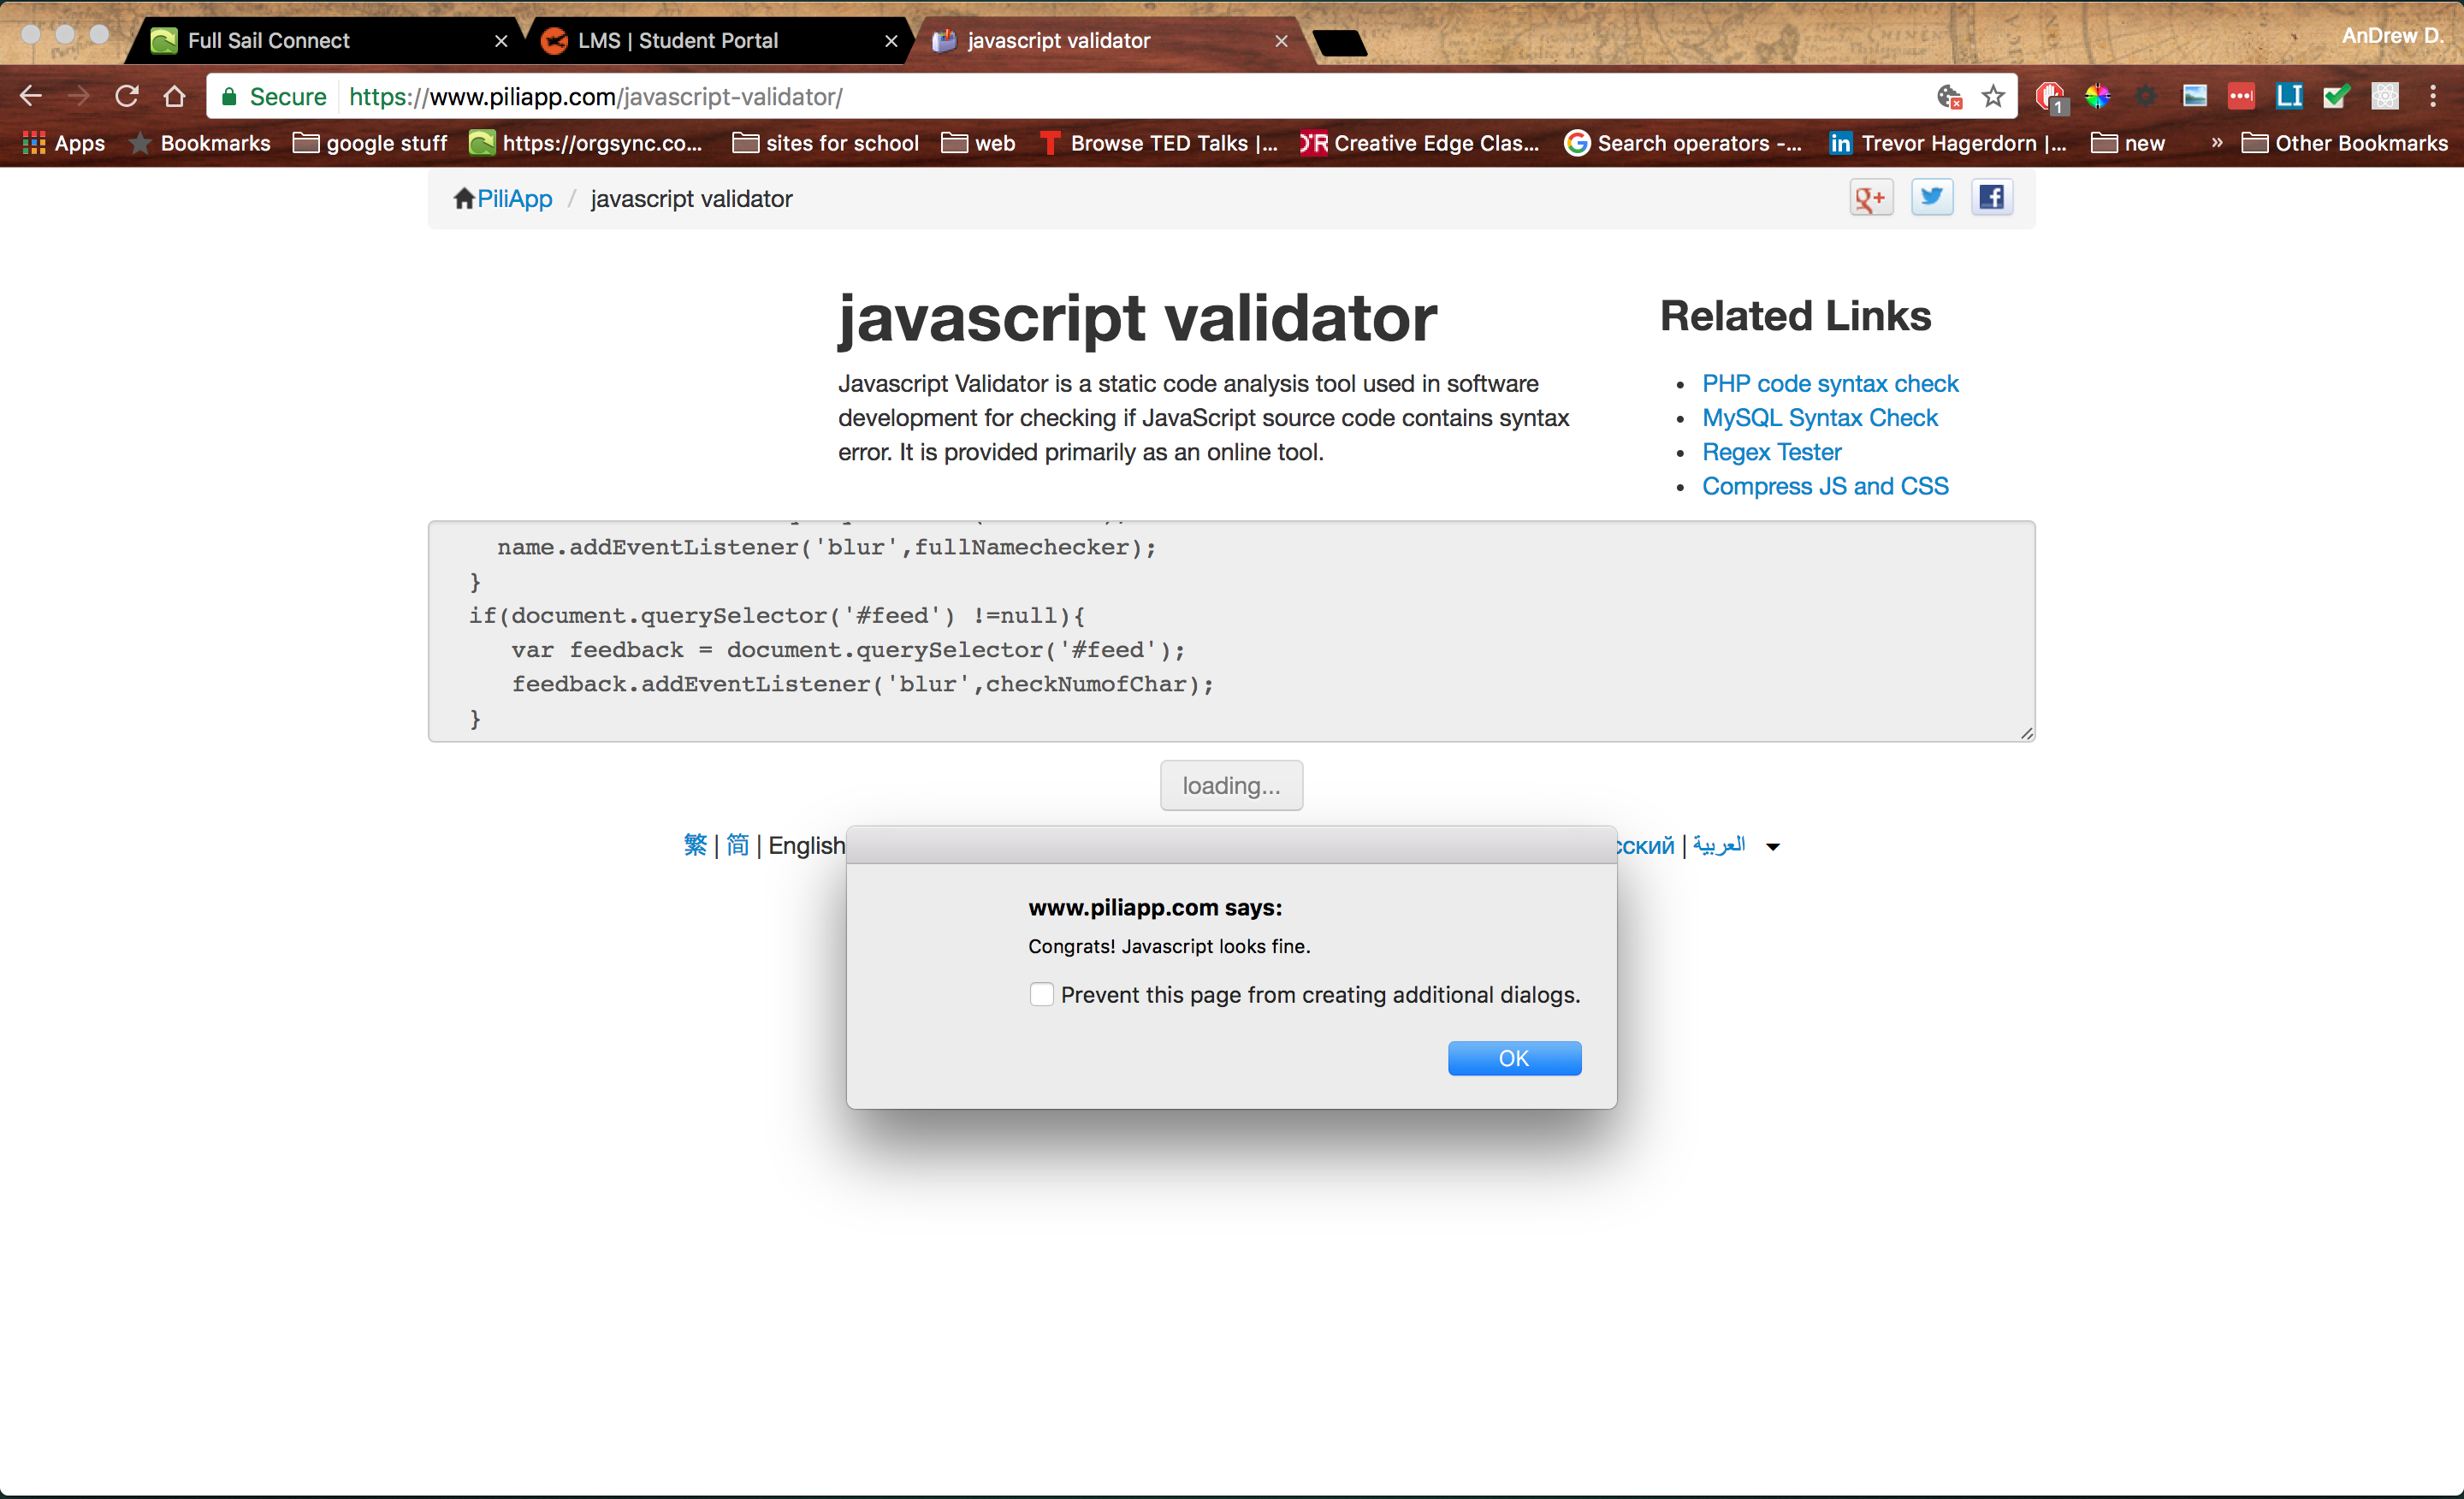 Full Sail Connect
LMS | Student Portal
javascript validator
AnDrew D.
Secure https://www.piliapp.com/javascript-validator/
1
LI
Apps Bookmarks google stuff https://orgsync.co... sites for school web Browse TED Talks |... Creative Edge Clas... Search operators -... Trevor Hagerdorn |... new » Other Bookmarks
PiliApp / javascript validator
javascript validator
Javascript Validator is a static code analysis tool used in software
development for checking if JavaScript source code contains syntax
error. It is provided primarily as an online tool.
Related Links
PHP code syntax check
MySQL Syntax Check
Regex Tester
Compress JS and CSS
name.addEventListener('blur',fullNamechecker);
}
if(document.querySelector('#feed') !=null){
var feedback = document.querySelector('#feed');
feedback.addEventListener('blur',checkNumofChar);
}
loading...
繁 | 简 | English
сский | العربية
www.piliapp.com says:
Congrats! Javascript looks fine.
Prevent this page from creating additional dialogs.
OK